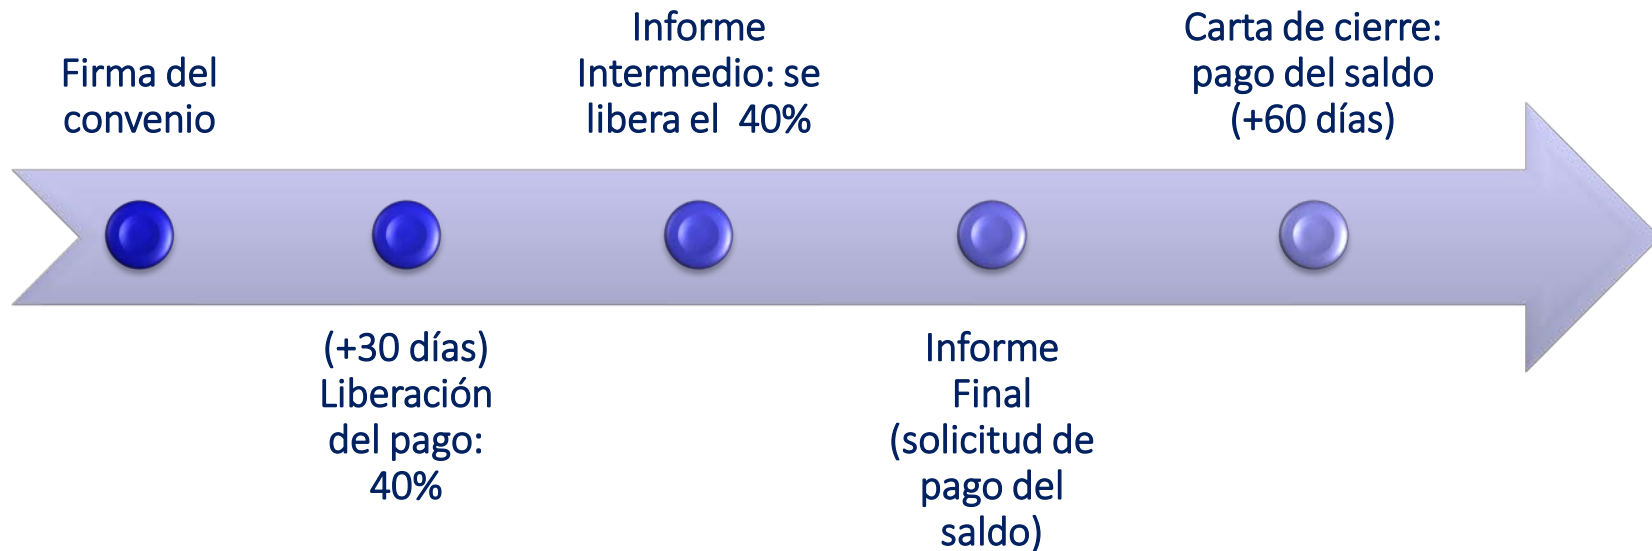 Firma del
convenio
(+30 días)
Liberación
del pago:
40%
Informe
Intermedio: se
libera el 40%
Informe
Final
(solicitud de
pago del
saldo)
Carta de cierre:
pago del saldo
(+60 días)